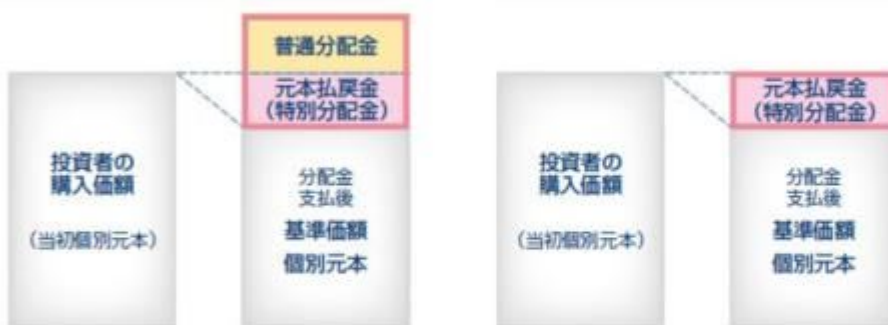 普通分配金
元本払戻金
（特別分配金）
投資者の
購入価額
（当初個別元本）
分配金
支払後
基準価額
個別元本
元本払戻金
（特別分配金）
投資者の
購入価額
（当初個別元本）
分配金
支払後
基準価額
個別元本